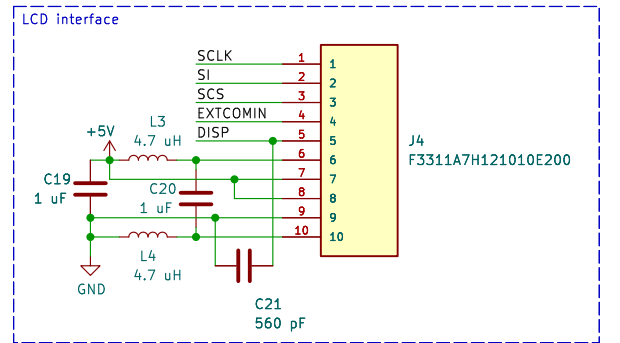 LCD interface
SCLK
1
1
SI
2
2
SCS
3
3
EXTCOMIN
4
4
DISP
5
5
6
6
7
7
8
8
9
9
10
10
J4
F3311A7H121010E200
+5V
L3
4.7 uH
C19
1 uF
C20
1 uF
L4
4.7 uH
GND
C21
560 pF